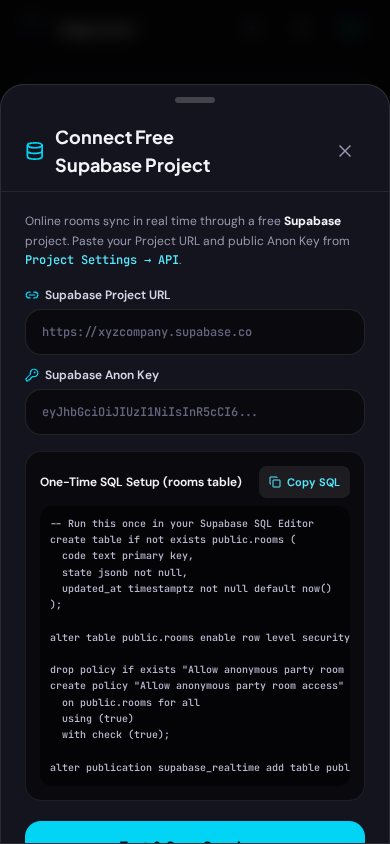 Connect Free
Supabase Project
Online rooms sync in real time through a free Supabase
project. Paste your Project URL and public Anon Key from
Project Settings → API.
Supabase Project URL
https://xyzcompany.supabase.co
Supabase Anon Key
eyJhbGciOiJIUzI1NiIsInR5cCI6...
One-Time SQL Setup (rooms table)
Copy SQL
-- Run this once in your Supabase SQL Editor
create table if not exists public.rooms (
  code text primary key,
  state jsonb not null,
  updated_at timestamptz not null default now()
);
alter table public.rooms enable row level security
drop policy if exists "Allow anonymous party room
create policy "Allow anonymous party room access"
  on public.rooms for all
  using (true)
  with check (true);
alter publication supabase_realtime add table publ